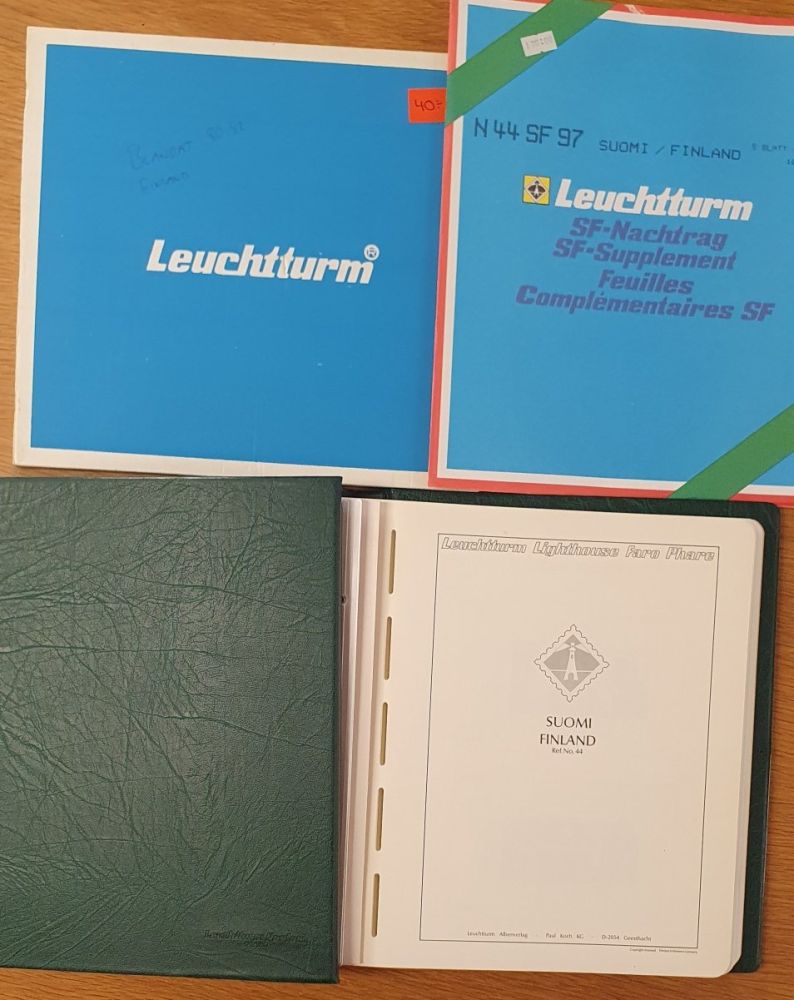 40:-
Leuchtturm®
N 44 SF 97 SUOMI / FINLAND
Leuchtturm
SF-Nachtrag
SF-Supplement
Feuilles
Complémentaires SF
Leuchtturm Lighthouse Faro Phare
SUOMI
FINLAND
Ref. No. 44
Leuchtturm Albenverlag · Paul Koch KG · D-2054 Geesthacht